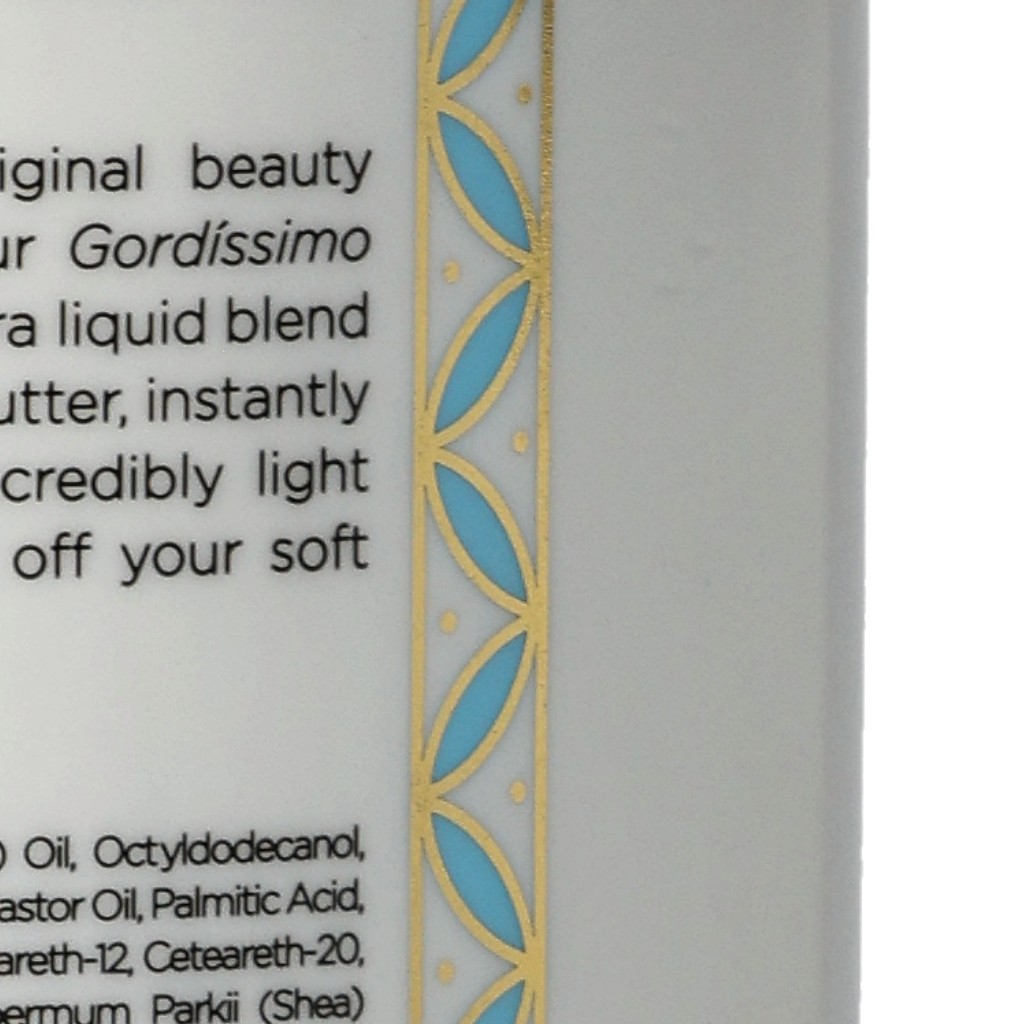 iginal beauty
ur Gordíssimo
ra liquid blend
utter, instantly
credibly light
off your soft
) Oil, Octyldodecanol,
astor Oil, Palmitic Acid,
areth-12, Ceteareth-20,
permum Parkii (Shea)